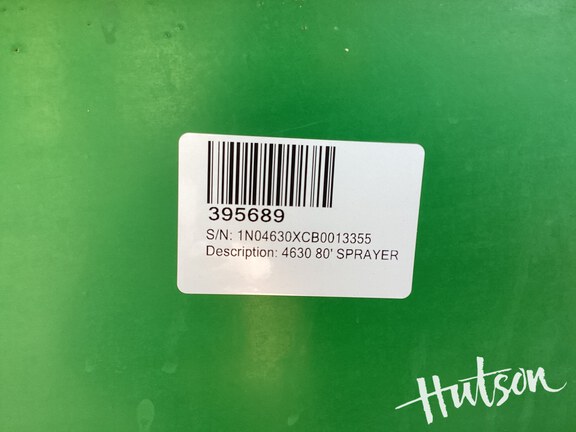 395689
S/N: 1N04630XCB0013355
Description: 4630 80' SPRAYER
Hutson